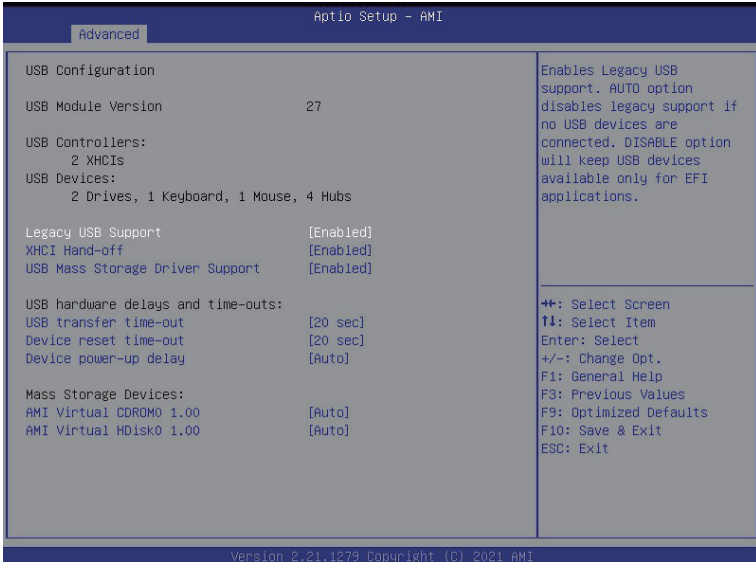 Aptio Setup - AMI
Advanced
USB Configuration
USB Module Version 27
USB Controllers:
2 XHCIs
USB Devices:
2 Drives, 1 Keyboard, 1 Mouse, 4 Hubs
Legacy USB Support [Enabled]
XHCI Hand-off [Enabled]
USB Mass Storage Driver Support [Enabled]
USB hardware delays and time-outs:
USB transfer time-out [20 sec]
Device reset time-out [20 sec]
Device power-up delay [Auto]
Mass Storage Devices:
AMI Virtual CDROM0 1.00 [Auto]
AMI Virtual HDisk0 1.00 [Auto]
Enables Legacy USB
support. AUTO option
disables legacy support if
no USB devices are
connected. DISABLE option
will keep USB devices
available only for EFI
applications.
→←: Select Screen
↑↓: Select Item
Enter: Select
+/-: Change Opt.
F1: General Help
F3: Previous Values
F9: Optimized Defaults
F10: Save & Exit
ESC: Exit
Version 2.21.1279 Copyright (C) 2021 AMI